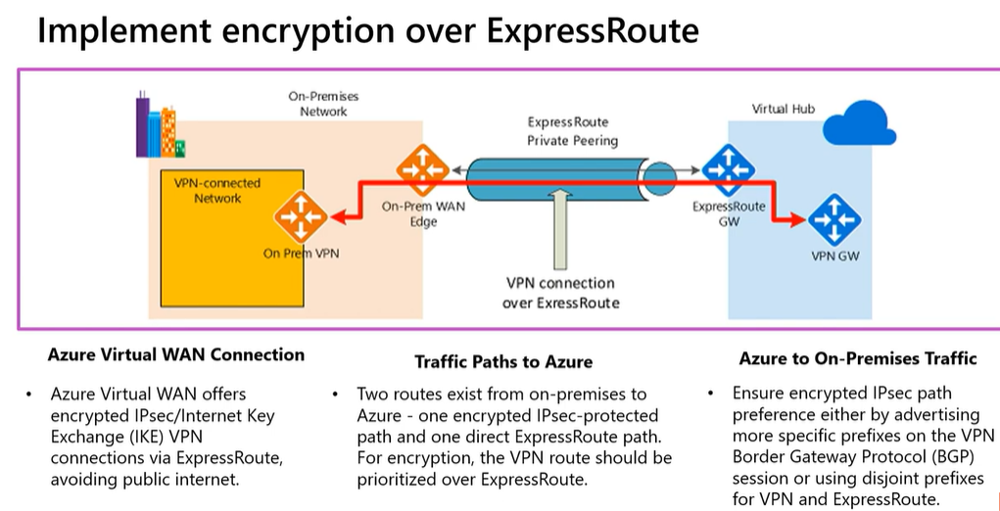 Implement encryption over ExpressRoute
On-Premises
Network
VPN-connected
Network
On Prem VPN
On-Prem WAN
Edge
ExpressRoute
Private Peering
VPN connection
over ExressRoute
Virtual Hub
ExpressRoute
GW
VPN GW
Azure Virtual WAN Connection
• Azure Virtual WAN offers
encrypted IPsec/Internet Key
Exchange (IKE) VPN
connections via ExpressRoute,
avoiding public internet.
Traffic Paths to Azure
• Two routes exist from on-premises to
Azure - one encrypted IPsec-protected
path and one direct ExpressRoute path.
For encryption, the VPN route should be
prioritized over ExpressRoute.
Azure to On-Premises Traffic
• Ensure encrypted IPsec path
preference either by advertising
more specific prefixes on the VPN
Border Gateway Protocol (BGP)
session or using disjoint prefixes
for VPN and ExpressRoute.